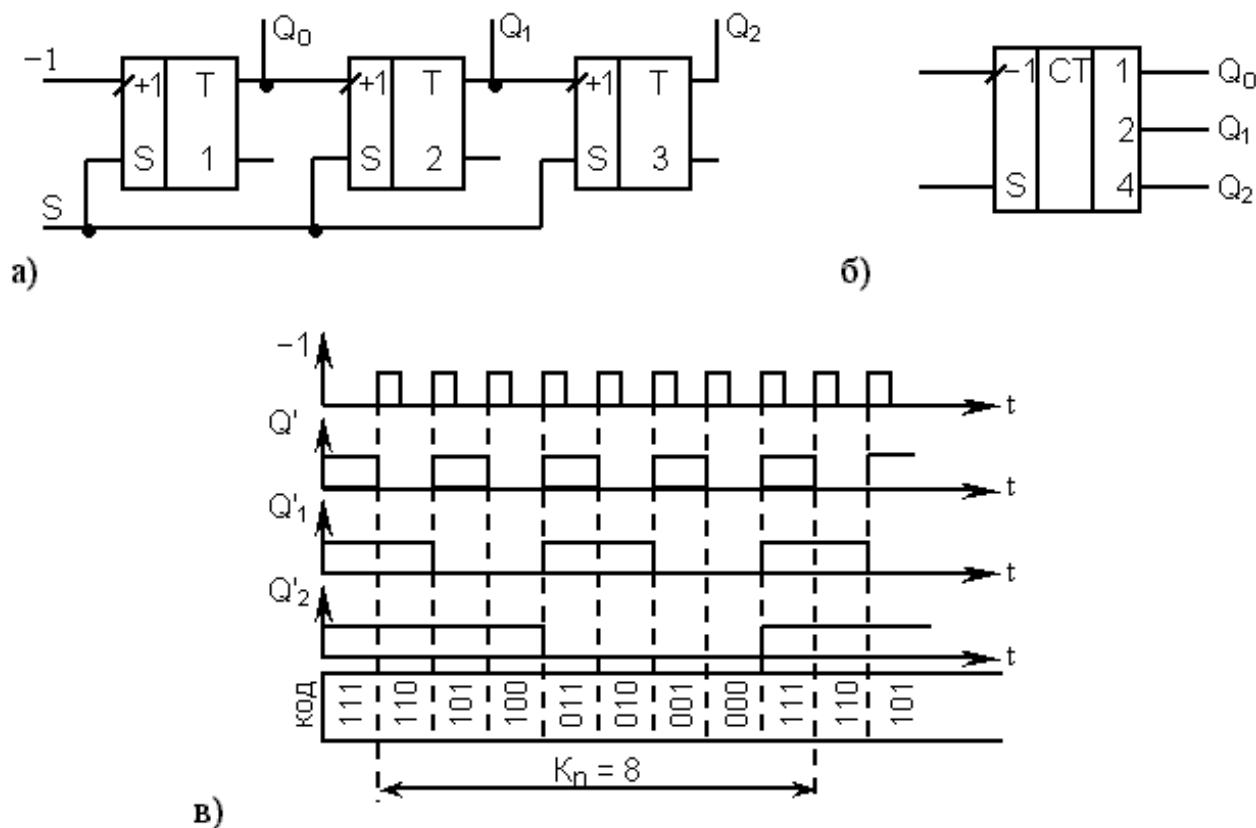 Q0 Q1 Q2
−1 +1 T +1 T +1 T
S 1 S 2 S 3
S
а)
−1 CT 1 Q0
2 Q1
S 4 Q2
б)
−1 t
Q' t
Q'1 t
Q'2 t
код 111 110 101 100 011 010 001 000 111 110 101
Kn = 8
в)